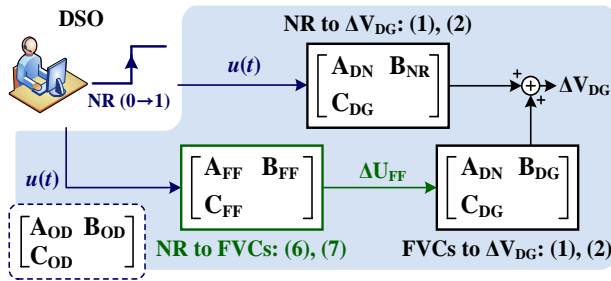 DSO
NR (0→1)
u(t)
NR to ΔV_DG: (1), (2)
[A_DN B_NR
C_DG]
+
+
ΔV_DG
u(t)
[A_FF B_FF
C_FF]
NR to FVCs: (6), (7)
ΔU_FF
[A_DN B_DG
C_DG]
FVCs to ΔV_DG: (1), (2)
[A_OD B_OD
C_OD]